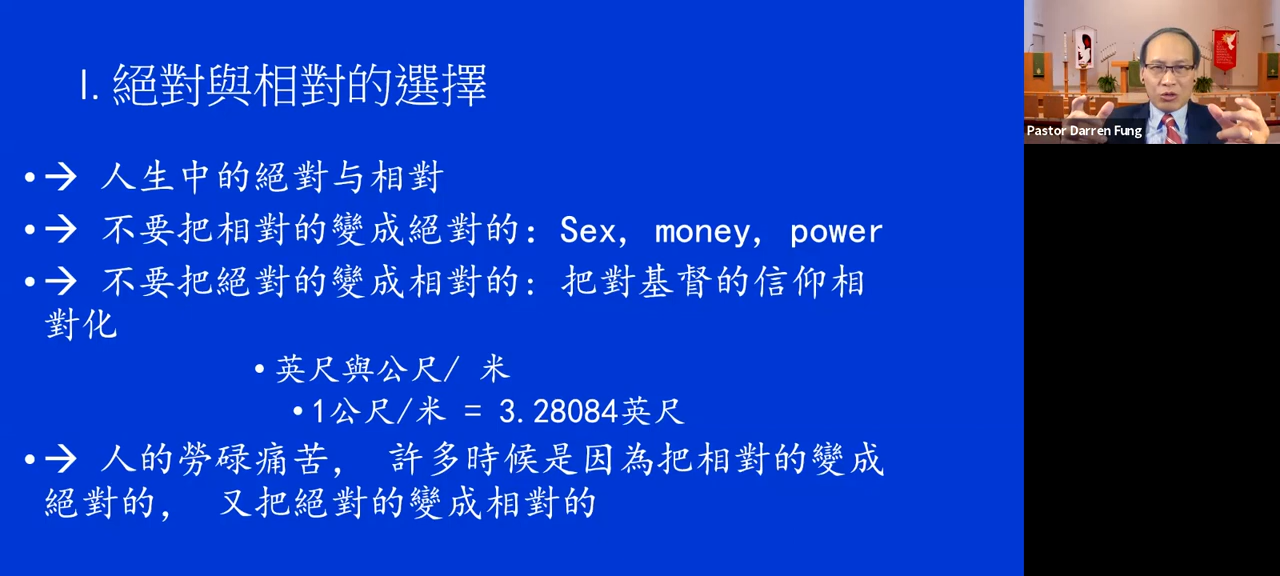 I. 絕對與相對的選擇
•→ 人生中的絕對与相對
•→ 不要把相對的變成絕對的: Sex, money, power
•→ 不要把絕對的變成相對的: 把對基督的信仰相
對化
•英尺與公尺/ 米
•1公尺/米 = 3.28084英尺
•→ 人的勞碌痛苦， 許多時候是因為把相對的變成
絕對的， 又把絕對的變成相對的
Pastor Darren Fung